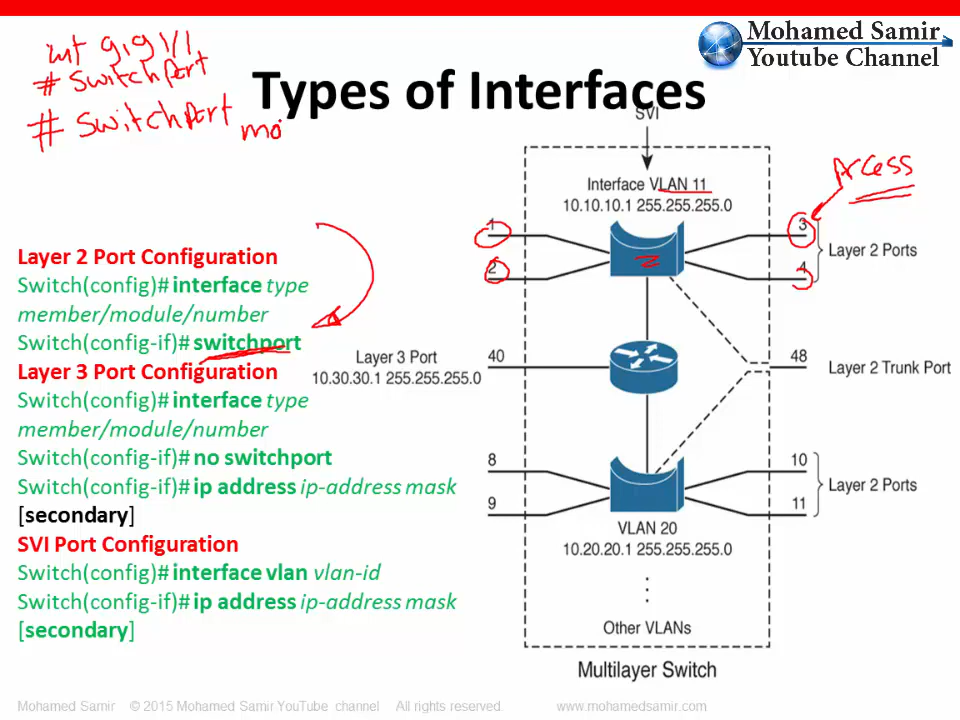 Mohamed Samir
Youtube Channel
int gig 1/1
# SwitchPort
# SwitchPort mo
Types of Interfaces
SVI
Interface VLAN 11
10.10.10.1 255.255.255.0
Acess
1
2
3
4
Layer 2 Ports
Layer 2 Port Configuration
Switch(config)# interface type
member/module/number
Switch(config-if)# switchport
Layer 3 Port Configuration
Switch(config)# interface type
member/module/number
Switch(config-if)# no switchport
Switch(config-if)# ip address ip-address mask
[secondary]
SVI Port Configuration
Switch(config)# interface vlan vlan-id
Switch(config-if)# ip address ip-address mask
[secondary]
Layer 3 Port
10.30.30.1 255.255.255.0
40
48
Layer 2 Trunk Port
8
9
10
11
Layer 2 Ports
VLAN 20
10.20.20.1 255.255.255.0
Other VLANs
Multilayer Switch
Mohamed Samir © 2015 Mohamed Samir YouTube channel All rights reserved. www.mohamedsamir.com